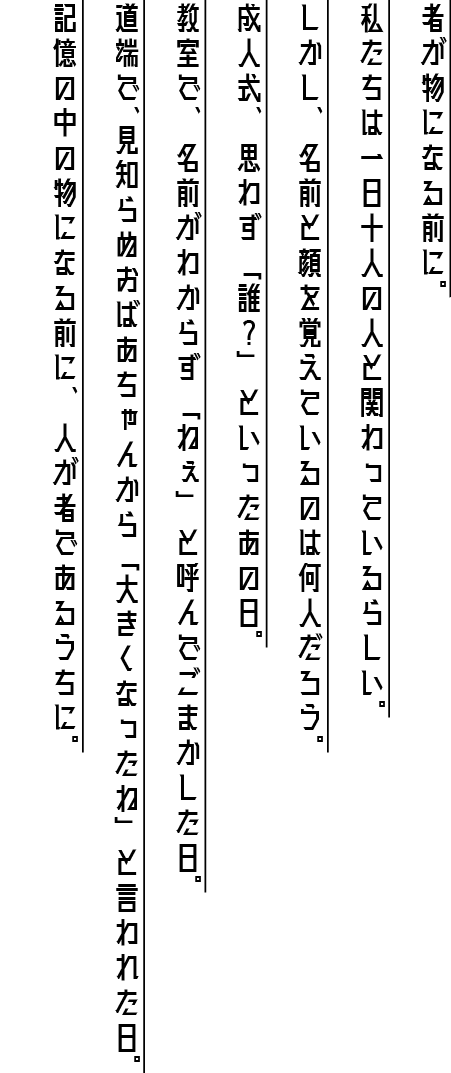 者が物になる前に。
私たちは一日十人の人と関わっているらしい。
しかし、名前と顔を覚えているのは何人だろう。
成人式、思わず「誰？」といったあの日。
教室で、名前がわからず「ねぇ」と呼んでごまかした日。
道端で、見知らぬおばあちゃんから「大きくなったね」と言われた日。
記憶の中の物になる前に、人が者であるうちに。